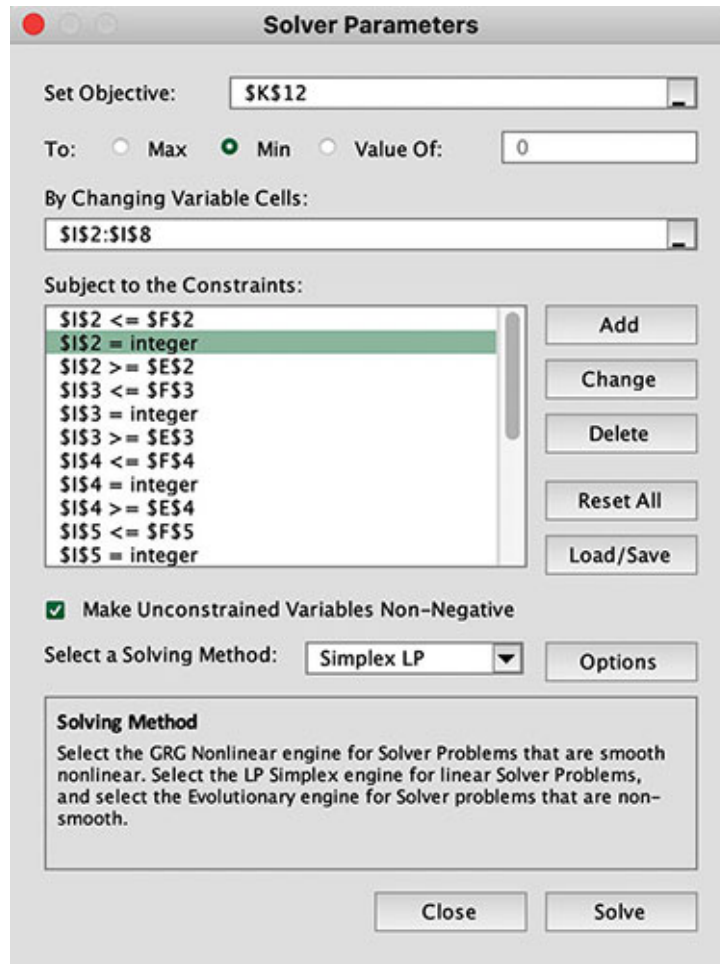 Solver Parameters
Set Objective: $K$12
To: Max Min Value Of: 0
By Changing Variable Cells:
$I$2:$I$8
Subject to the Constraints:
$I$2 <= $F$2
$I$2 = integer
$I$2 >= $E$2
$I$3 <= $F$3
$I$3 = integer
$I$3 >= $E$3
$I$4 <= $F$4
$I$4 = integer
$I$4 >= $E$4
$I$5 <= $F$5
$I$5 = integer
Add
Change
Delete
Reset All
Load/Save
Make Unconstrained Variables Non-Negative
Select a Solving Method: Simplex LP Options
Solving Method
Select the GRG Nonlinear engine for Solver Problems that are smooth
nonlinear. Select the LP Simplex engine for linear Solver Problems,
and select the Evolutionary engine for Solver problems that are non-
smooth.
Close Solve